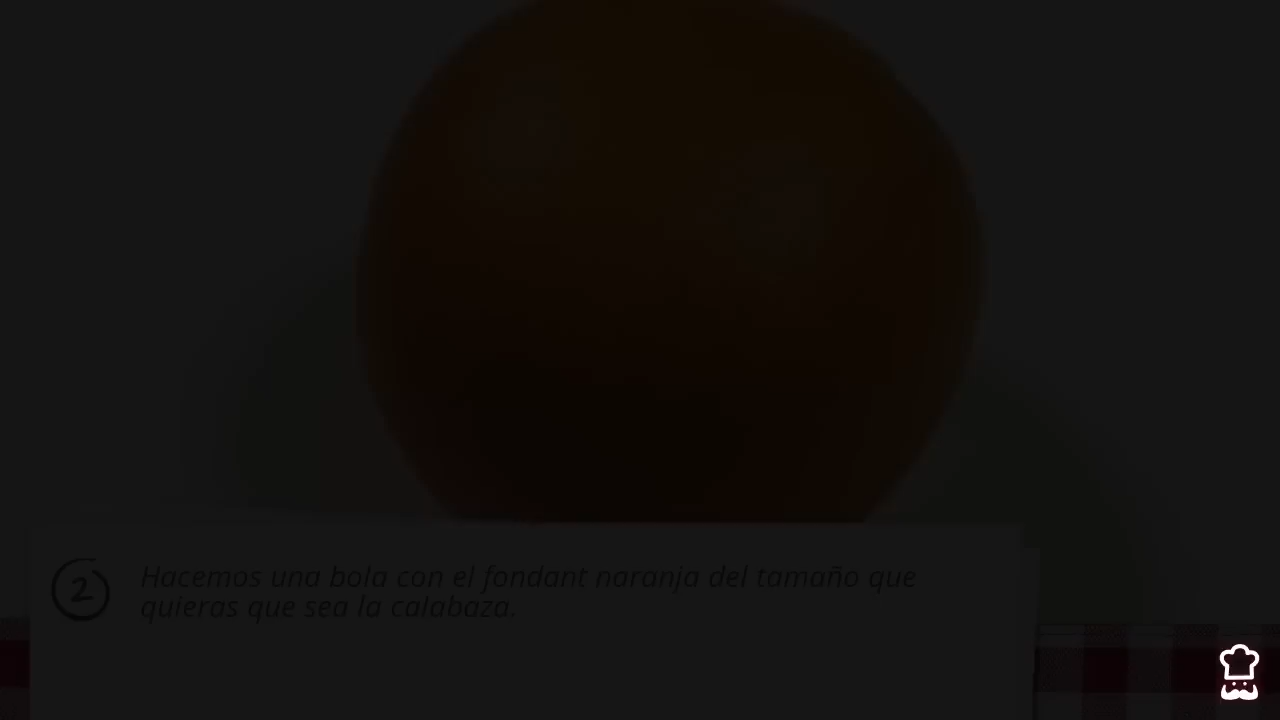 2
Hacemos una bola con el fondant naranja del tamaño que
quieras que sea la calabaza.